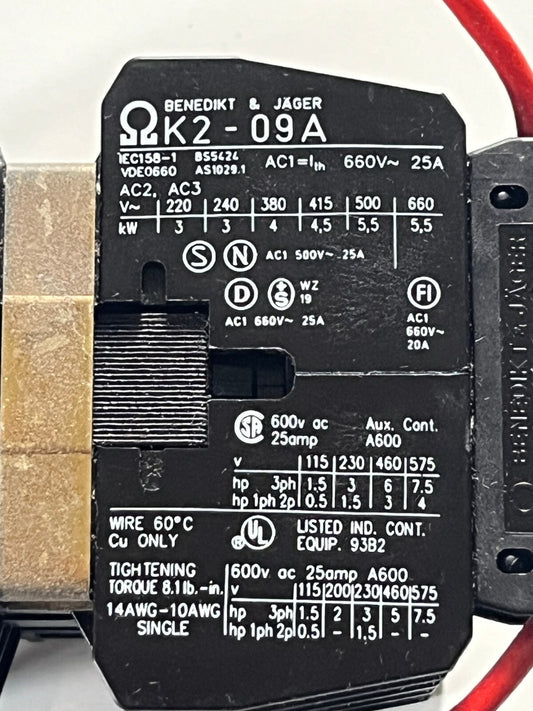 BENEDIKT & JÄGER
K2-09A
IEC158-1 BS5424
VDE0660 AS1029.1
AC1=Ith 660V~ 25A
AC2, AC3
V~ | 220 | 240 | 380 | 415 | 500 | 660
kW | 3 | 3 | 4 | 4,5 | 5,5 | 5,5
S N AC1 500V~ 25A
D S WZ 19
AC1 660V~ 25A
FI
AC1
660V~
20A
SA 600v ac Aux. Cont.
25amp A600
v | 115 | 230 | 460 | 575
hp 3ph | 1.5 | 3 | 6 | 7.5
hp 1ph 2p | 0.5 | 1.5 | 3 | 4
WIRE 60°C
Cu ONLY
UL ®
LISTED IND. CONT.
EQUIP. 93B2
TIGHTENING
TORQUE 8.1 lb.-in.
14AWG-10AWG
SINGLE
600v ac 25amp A600
v | 115 | 200 | 230 | 460 | 575
hp 3ph | 1.5 | 2 | 3 | 5 | 7.5
hp 1ph 2p | 0.5 | - | 1,5 | - | -
BENEDIKT & JÄGER